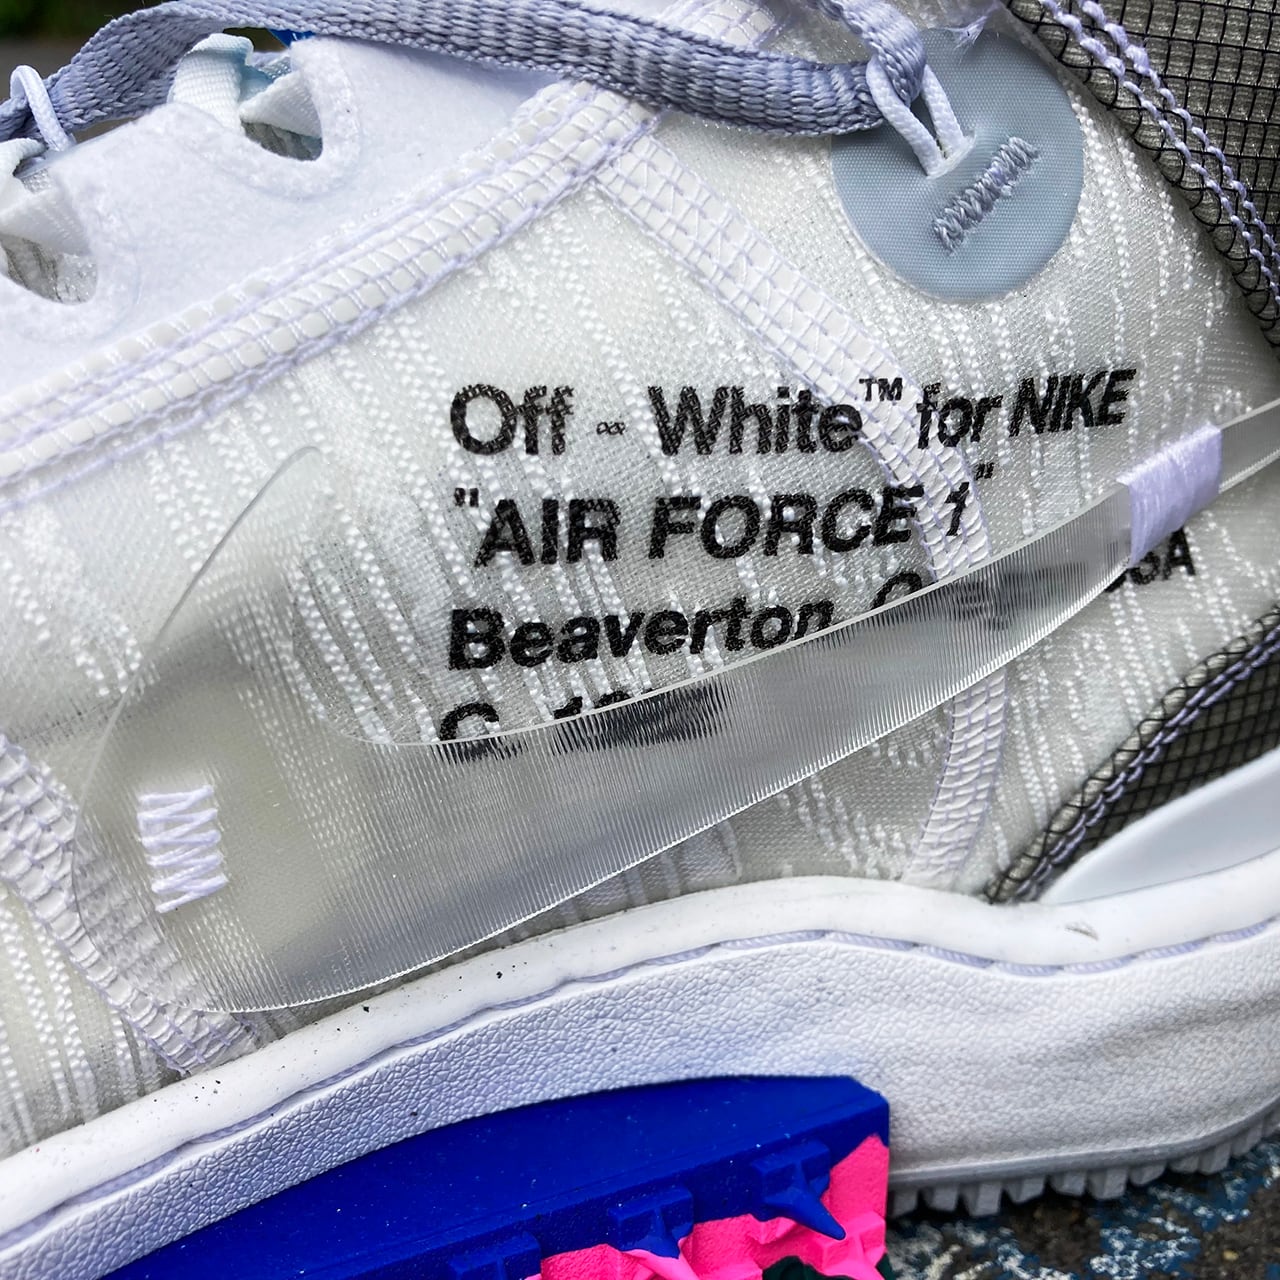 Off ∞ White™ for NIKE
"AIR FORCE 1"
Beaverton,